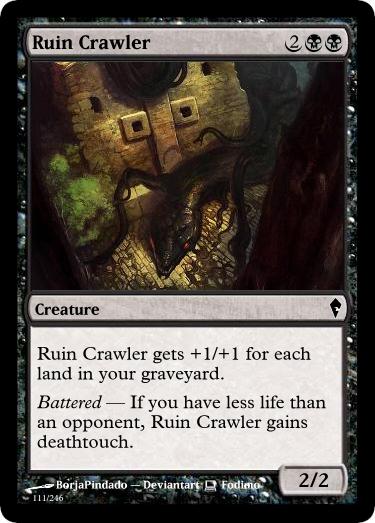 Ruin Crawler 2
Creature
Ruin Crawler gets +1/+1 for each
land in your graveyard.
Battered — If you have less life than
an opponent, Ruin Crawler gains
deathtouch.
2/2
BorjaPindado — Deviantart Fodimo
111/246